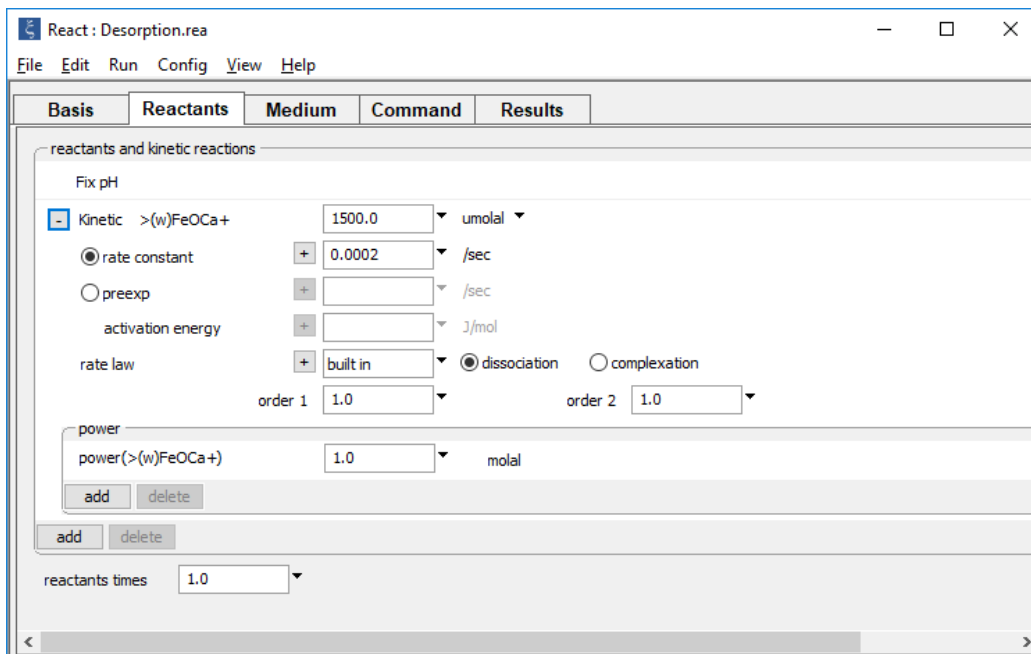 React : Desorption.rea
File Edit Run Config View Help
Basis Reactants Medium Command Results
reactants and kinetic reactions
Fix pH
- Kinetic >(w)FeOCa+ 1500.0 umolal
rate constant + 0.0002 /sec
preexp + /sec
activation energy + J/mol
rate law + built in dissociation complexation
order 1 1.0 order 2 1.0
power
power(>(w)FeOCa+) 1.0 molal
add delete
add delete
reactants times 1.0